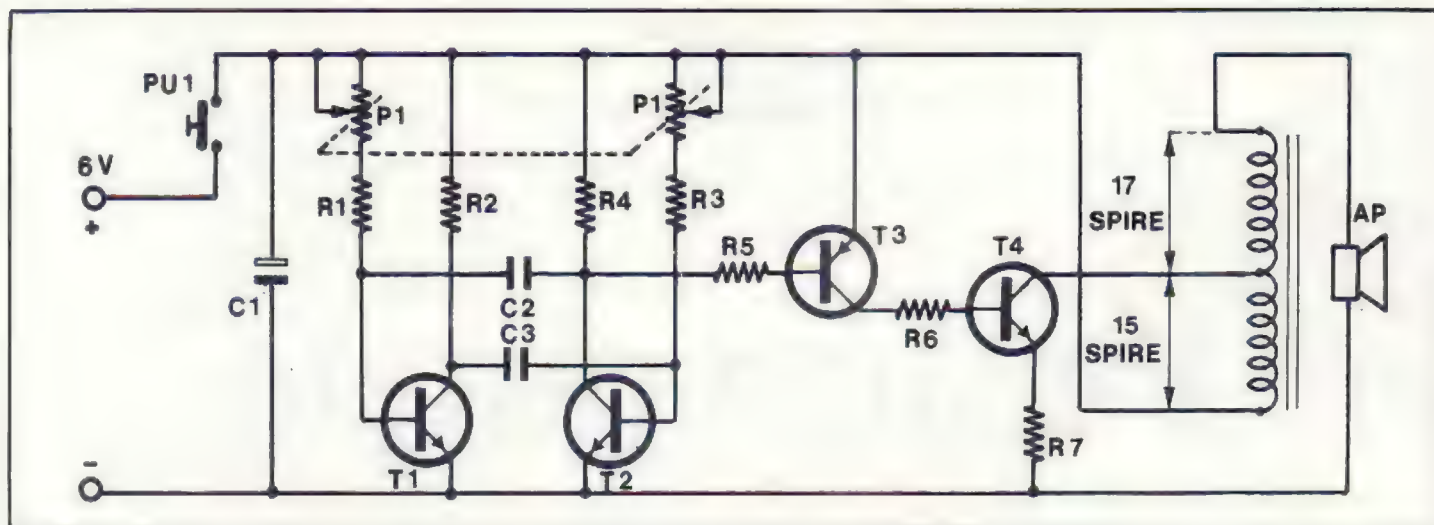 PU1
6V
+
-
C1
P1
P1
R1
R2
R4
R3
C2
C3
R5
T3
R6
T4
17
SPIRE
15
SPIRE
AP
T1
T2
R7